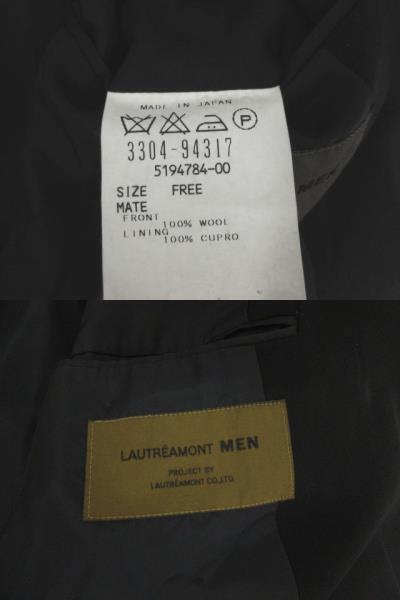 MADE IN JAPAN
P
3304-94317
5194784-00
SIZE FREE
MATE
FRONT 100% WOOL
LINING 100% CUPRO
MEN
LAUTRÉAMONT MEN
PROJECT BY
LAUTRÉAMONT CO.,LTD.